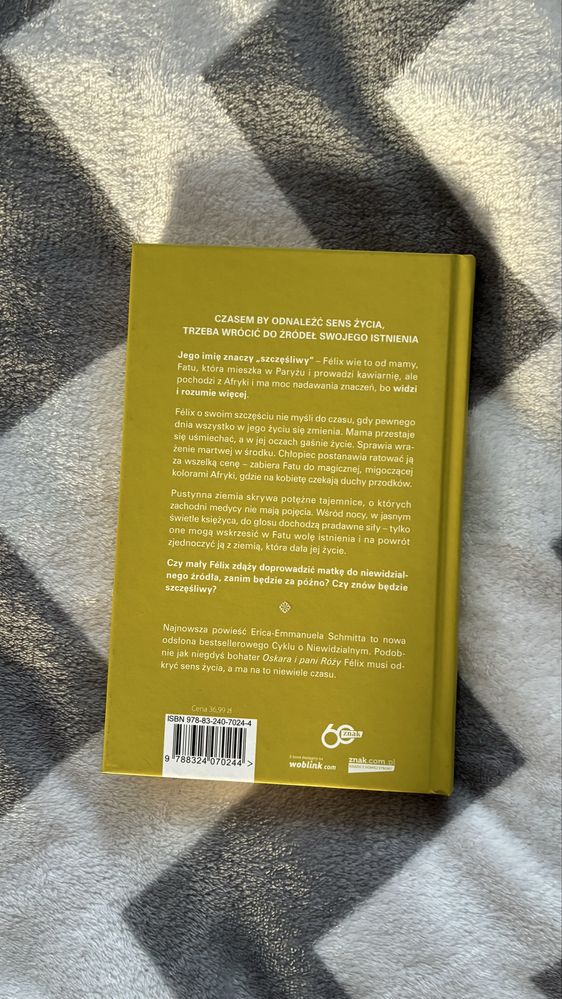 CZASEM BY ODNALEŹĆ SENS ŻYCIA,
TRZEBA WRÓCIĆ DO ŹRÓDEŁ SWOJEGO ISTNIENIA
Jego imię znaczy „szczęśliwy” – Félix wie to od mamy,
Fatu, która mieszka w Paryżu i prowadzi kawiarnię, ale
pochodzi z Afryki i ma moc nadawania znaczeń, bo widzi
i rozumie więcej.
Félix o swoim szczęściu nie myśli do czasu, gdy pewnego
dnia wszystko w jego życiu się zmienia. Mama przestaje
się uśmiechać, a w jej oczach gaśnie życie. Sprawia wra-
żenie martwej w środku. Chłopiec postanawia ratować ją
za wszelką cenę – zabiera Fatu do magicznej, migoczącej
kolorami Afryki, gdzie na kobietę czekają duchy przodków.
Pustynna ziemia skrywa potężne tajemnice, o których
zachodni medycy nie mają pojęcia. Wśród nocy, w jasnym
świetle księżyca, do głosu dochodzą pradawne siły – tylko
one mogą wskrzesić w Fatu wolę istnienia i na powrót
zjednoczyć ją z ziemią, która dała jej życie.
Czy mały Félix zdąży doprowadzić matkę do niewidzial-
nego źródła, zanim będzie za późno? Czy znów będzie
szczęśliwy?
Najnowsza powieść Erica-Emmanuela Schmitta to nowa
odsłona bestsellerowego Cyklu o Niewidzialnym. Podob-
nie jak niegdyś bohater Oskara i pani Róży Félix musi od-
kryć sens życia, a ma na to niewiele czasu.
Cena 36,99 zł
ISBN 978-83-240-7024-4
9 788324 070244 >
60 znak
woblink.com
znak.com.pl